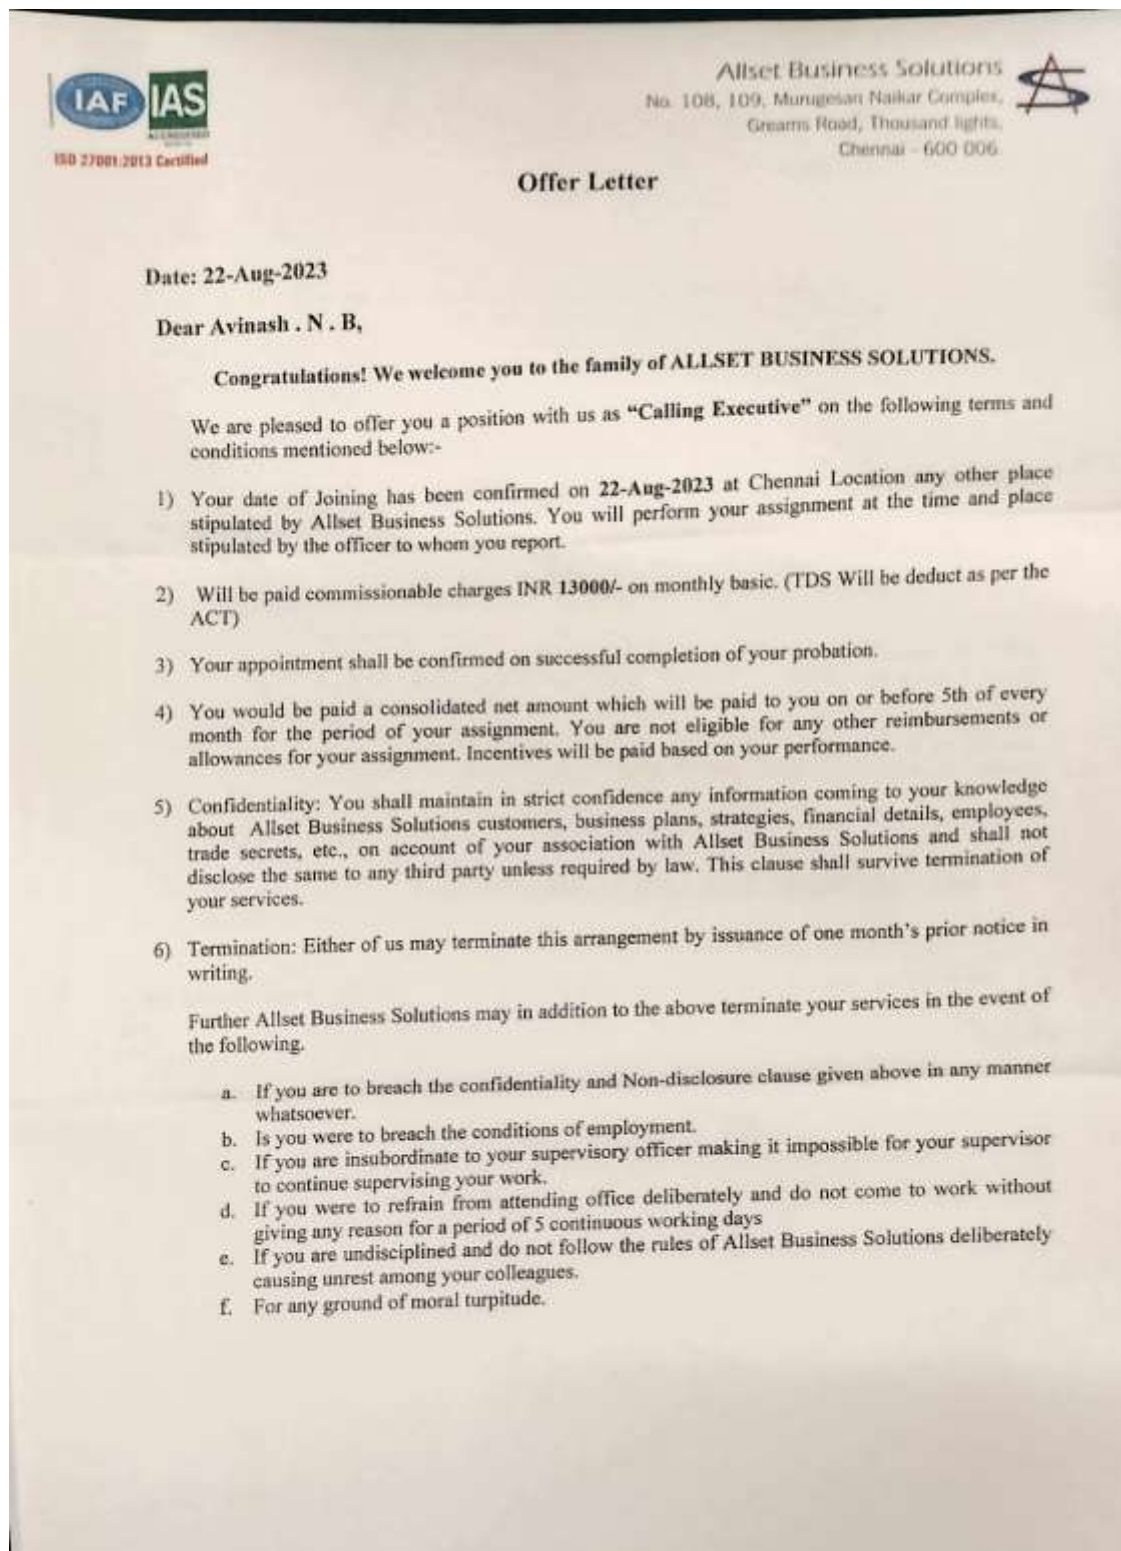 IAF IAS
ACCREDITED
ISO 27001:2013 Certified
Allset Business Solutions
No. 108, 109, Murugesan Naikar Complex,
Greams Road, Thousand lights,
Chennai - 600 006
Offer Letter
Date: 22-Aug-2023
Dear Avinash . N . B,
Congratulations! We welcome you to the family of ALLSET BUSINESS SOLUTIONS.
We are pleased to offer you a position with us as “Calling Executive” on the following terms and
conditions mentioned below:-
1) Your date of Joining has been confirmed on 22-Aug-2023 at Chennai Location any other place
stipulated by Allset Business Solutions. You will perform your assignment at the time and place
stipulated by the officer to whom you report.
2) Will be paid commissionable charges INR 13000/- on monthly basic. (TDS Will be deduct as per the
ACT)
3) Your appointment shall be confirmed on successful completion of your probation.
4) You would be paid a consolidated net amount which will be paid to you on or before 5th of every
month for the period of your assignment. You are not eligible for any other reimbursements or
allowances for your assignment. Incentives will be paid based on your performance.
5) Confidentiality: You shall maintain in strict confidence any information coming to your knowledge
about Allset Business Solutions customers, business plans, strategies, financial details, employees,
trade secrets, etc., on account of your association with Allset Business Solutions and shall not
disclose the same to any third party unless required by law. This clause shall survive termination of
your services.
6) Termination: Either of us may terminate this arrangement by issuance of one month’s prior notice in
writing.
Further Allset Business Solutions may in addition to the above terminate your services in the event of
the following.
a. If you are to breach the confidentiality and Non-disclosure clause given above in any manner
whatsoever.
b. Is you were to breach the conditions of employment.
c. If you are insubordinate to your supervisory officer making it impossible for your supervisor
to continue supervising your work.
d. If you were to refrain from attending office deliberately and do not come to work without
giving any reason for a period of 5 continuous working days
e. If you are undisciplined and do not follow the rules of Allset Business Solutions deliberately
causing unrest among your colleagues.
f. For any ground of moral turpitude.